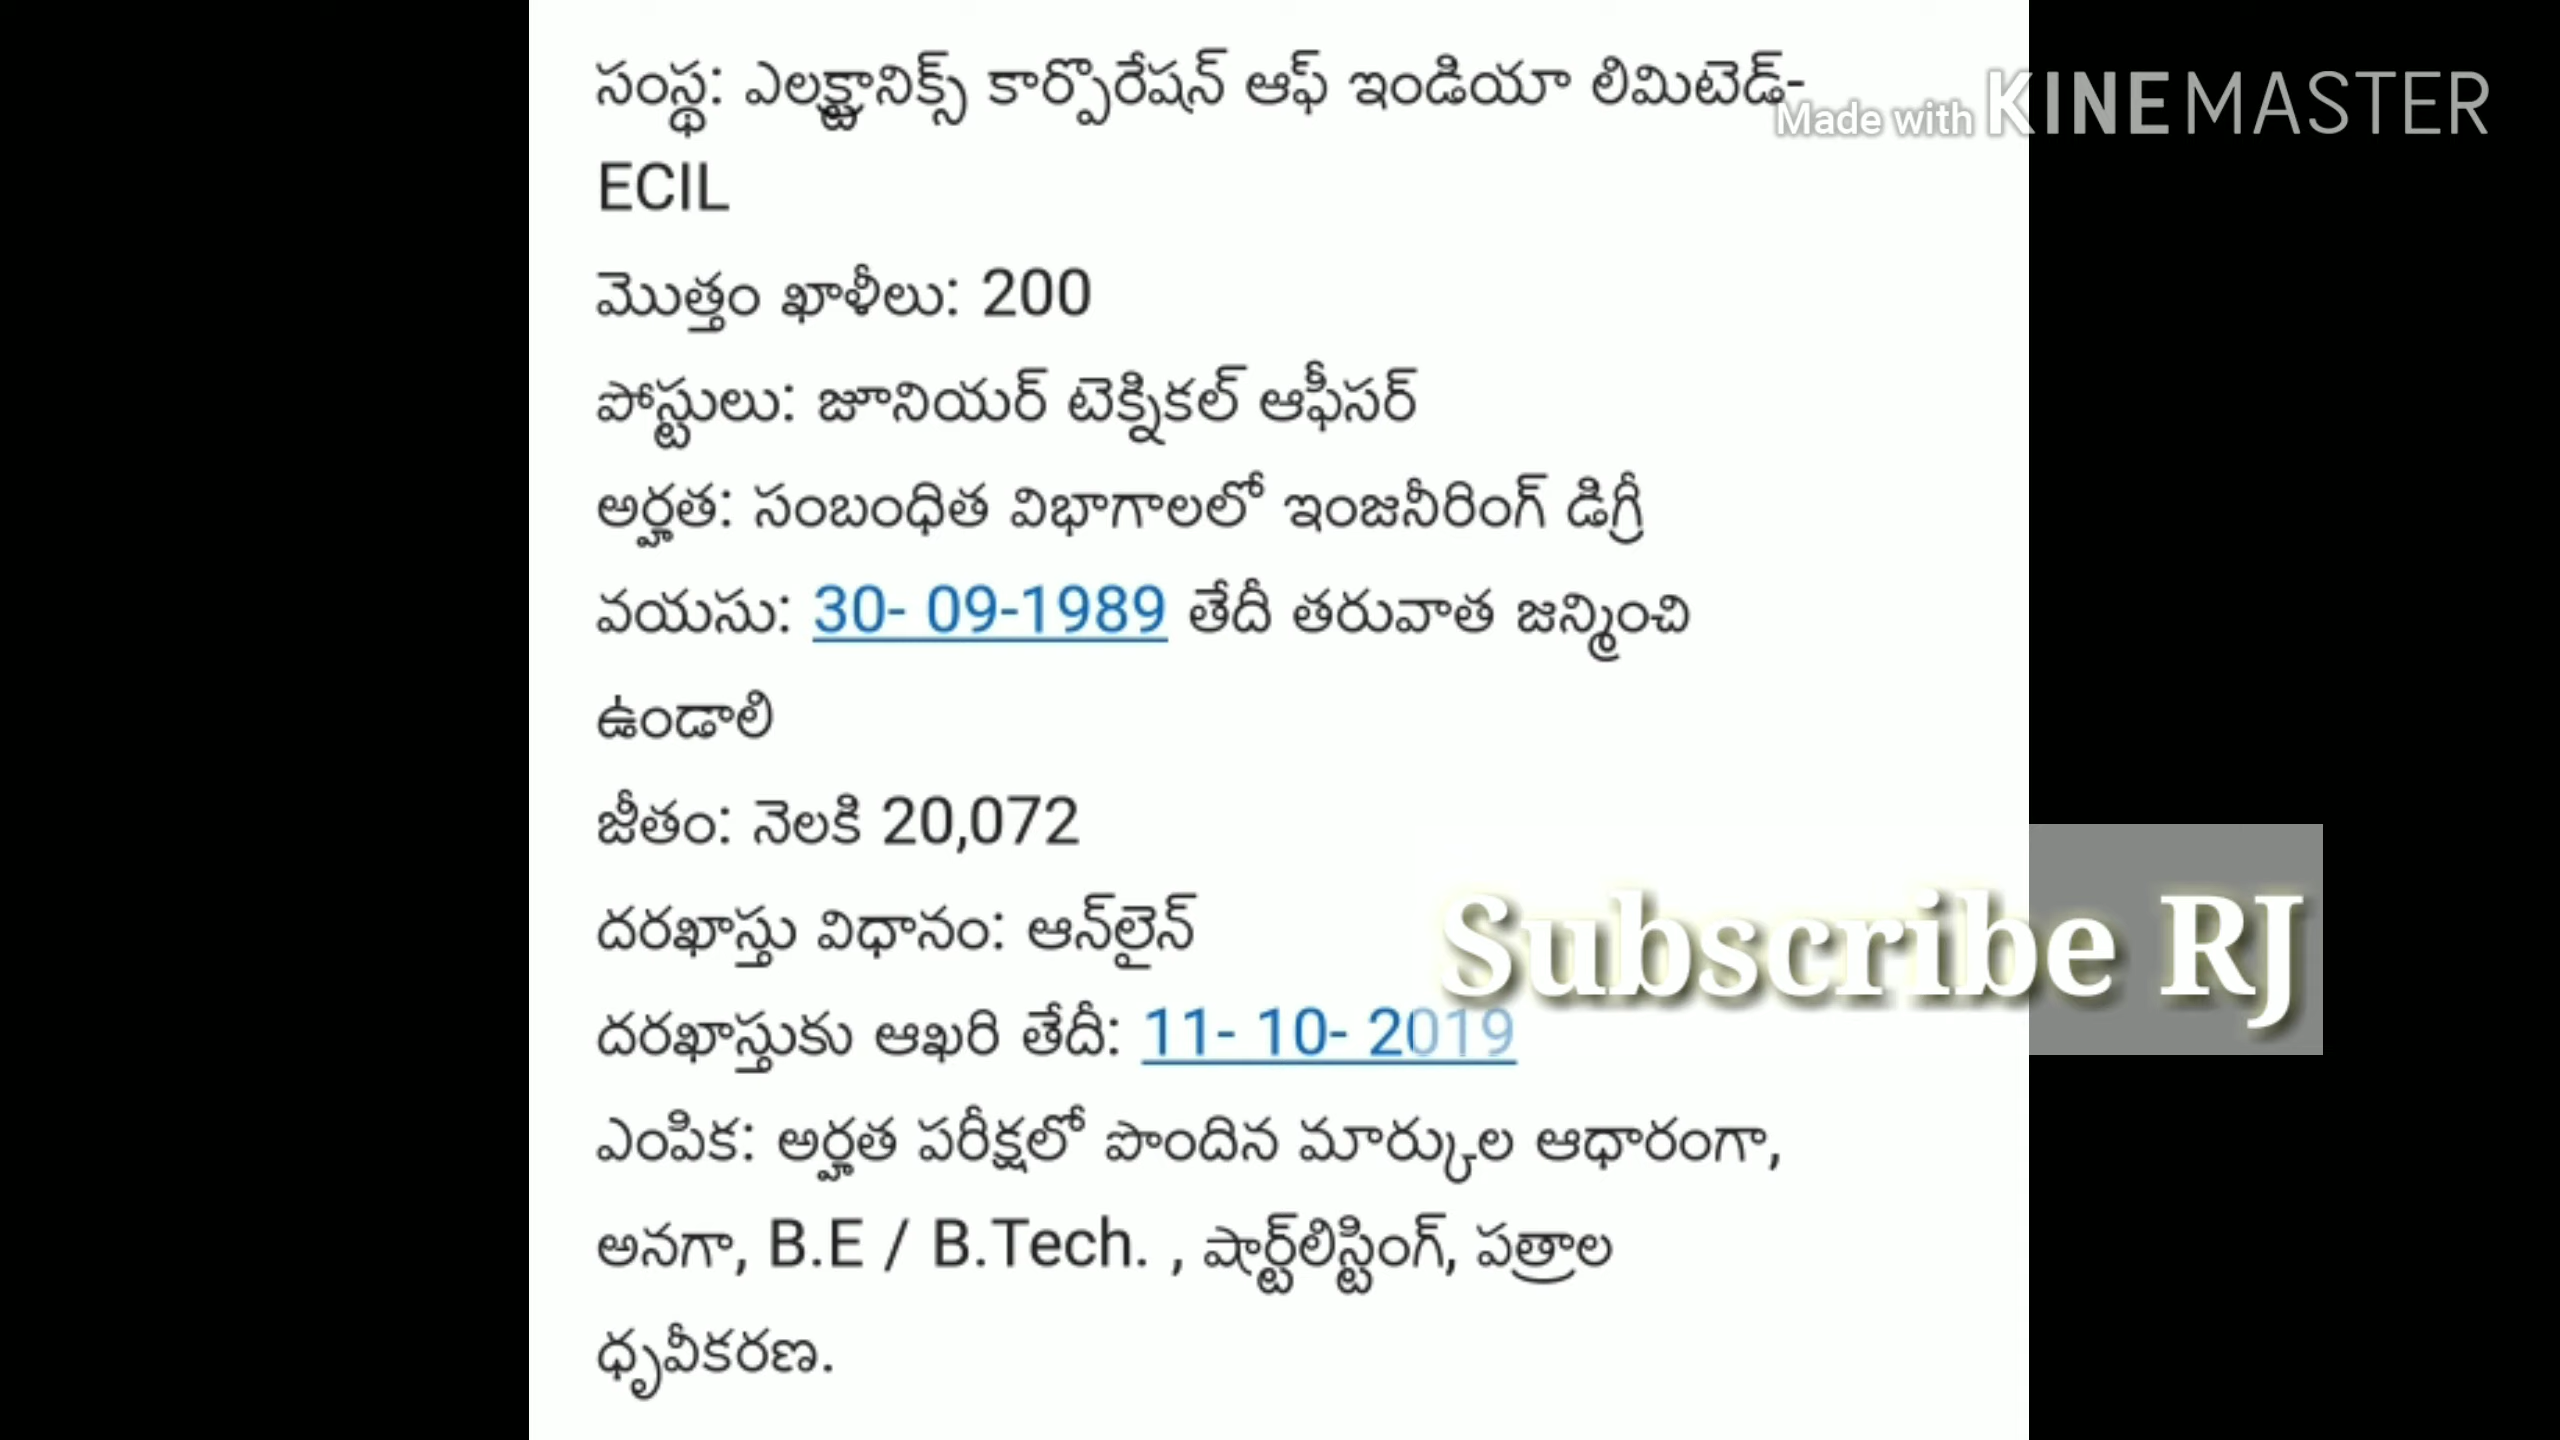 సంస్థ: ఎలక్ట్రానిక్స్ కార్పొరేషన్ ఆఫ్ ఇండియా లిమిటెడ్-
Made with KINEMASTER
ECIL
మొత్తం ఖాళీలు: 200
పోస్టులు: జూనియర్ టెక్నికల్ ఆఫీసర్
అర్హత: సంబంధిత విభాగాలలో ఇంజనీరింగ్ డిగ్రీ
వయసు: 30- 09-1989 తేదీ తరువాత జన్మించి
ఉండాలి
జీతం: నెలకి 20,072
దరఖాస్తు విధానం: ఆన్‌లైన్
Subscribe RJ
దరఖాస్తుకు ఆఖరి తేదీ: 11- 10- 2019
ఎంపిక: అర్హత పరీక్షలో పొందిన మార్కుల ఆధారంగా,
అనగా, B.E / B.Tech. , షార్ట్‌లిస్టింగ్, పత్రాల
ధృవీకరణ.